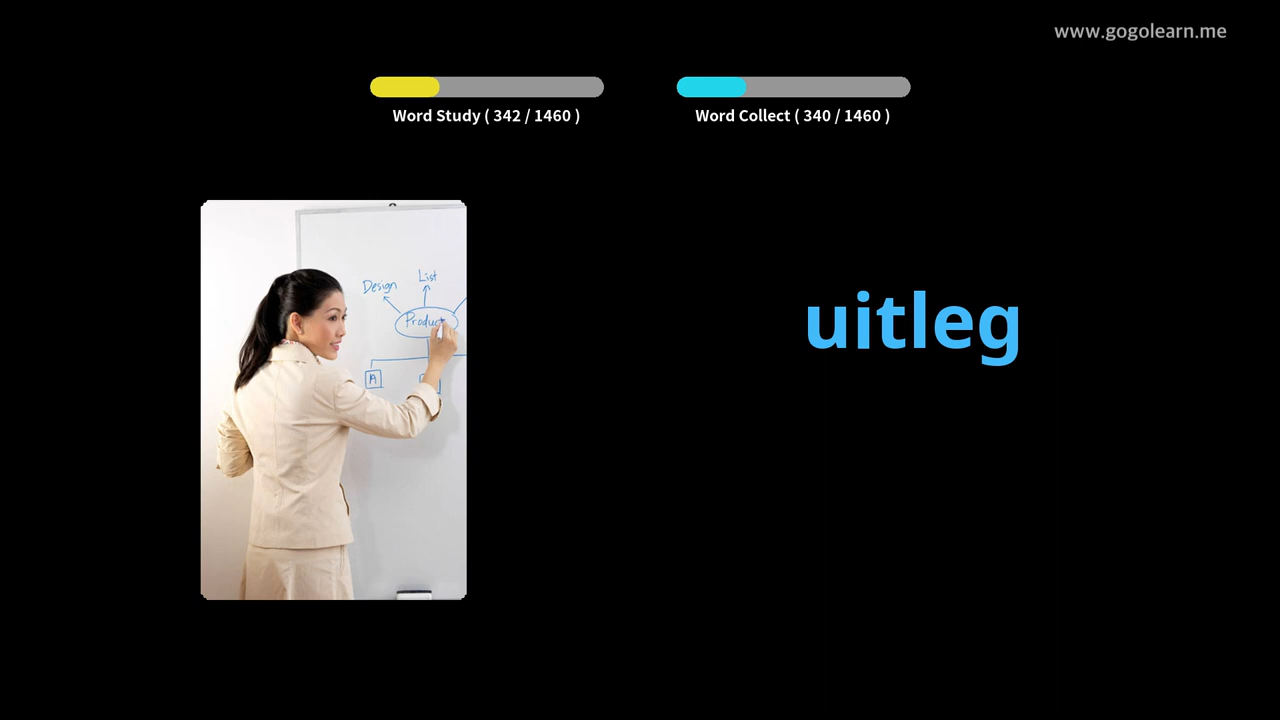 www.gogolearn.me
Word Study ( 342 / 1460 )
Word Collect ( 340 / 1460 )
uitleg
List
Design
Product
A